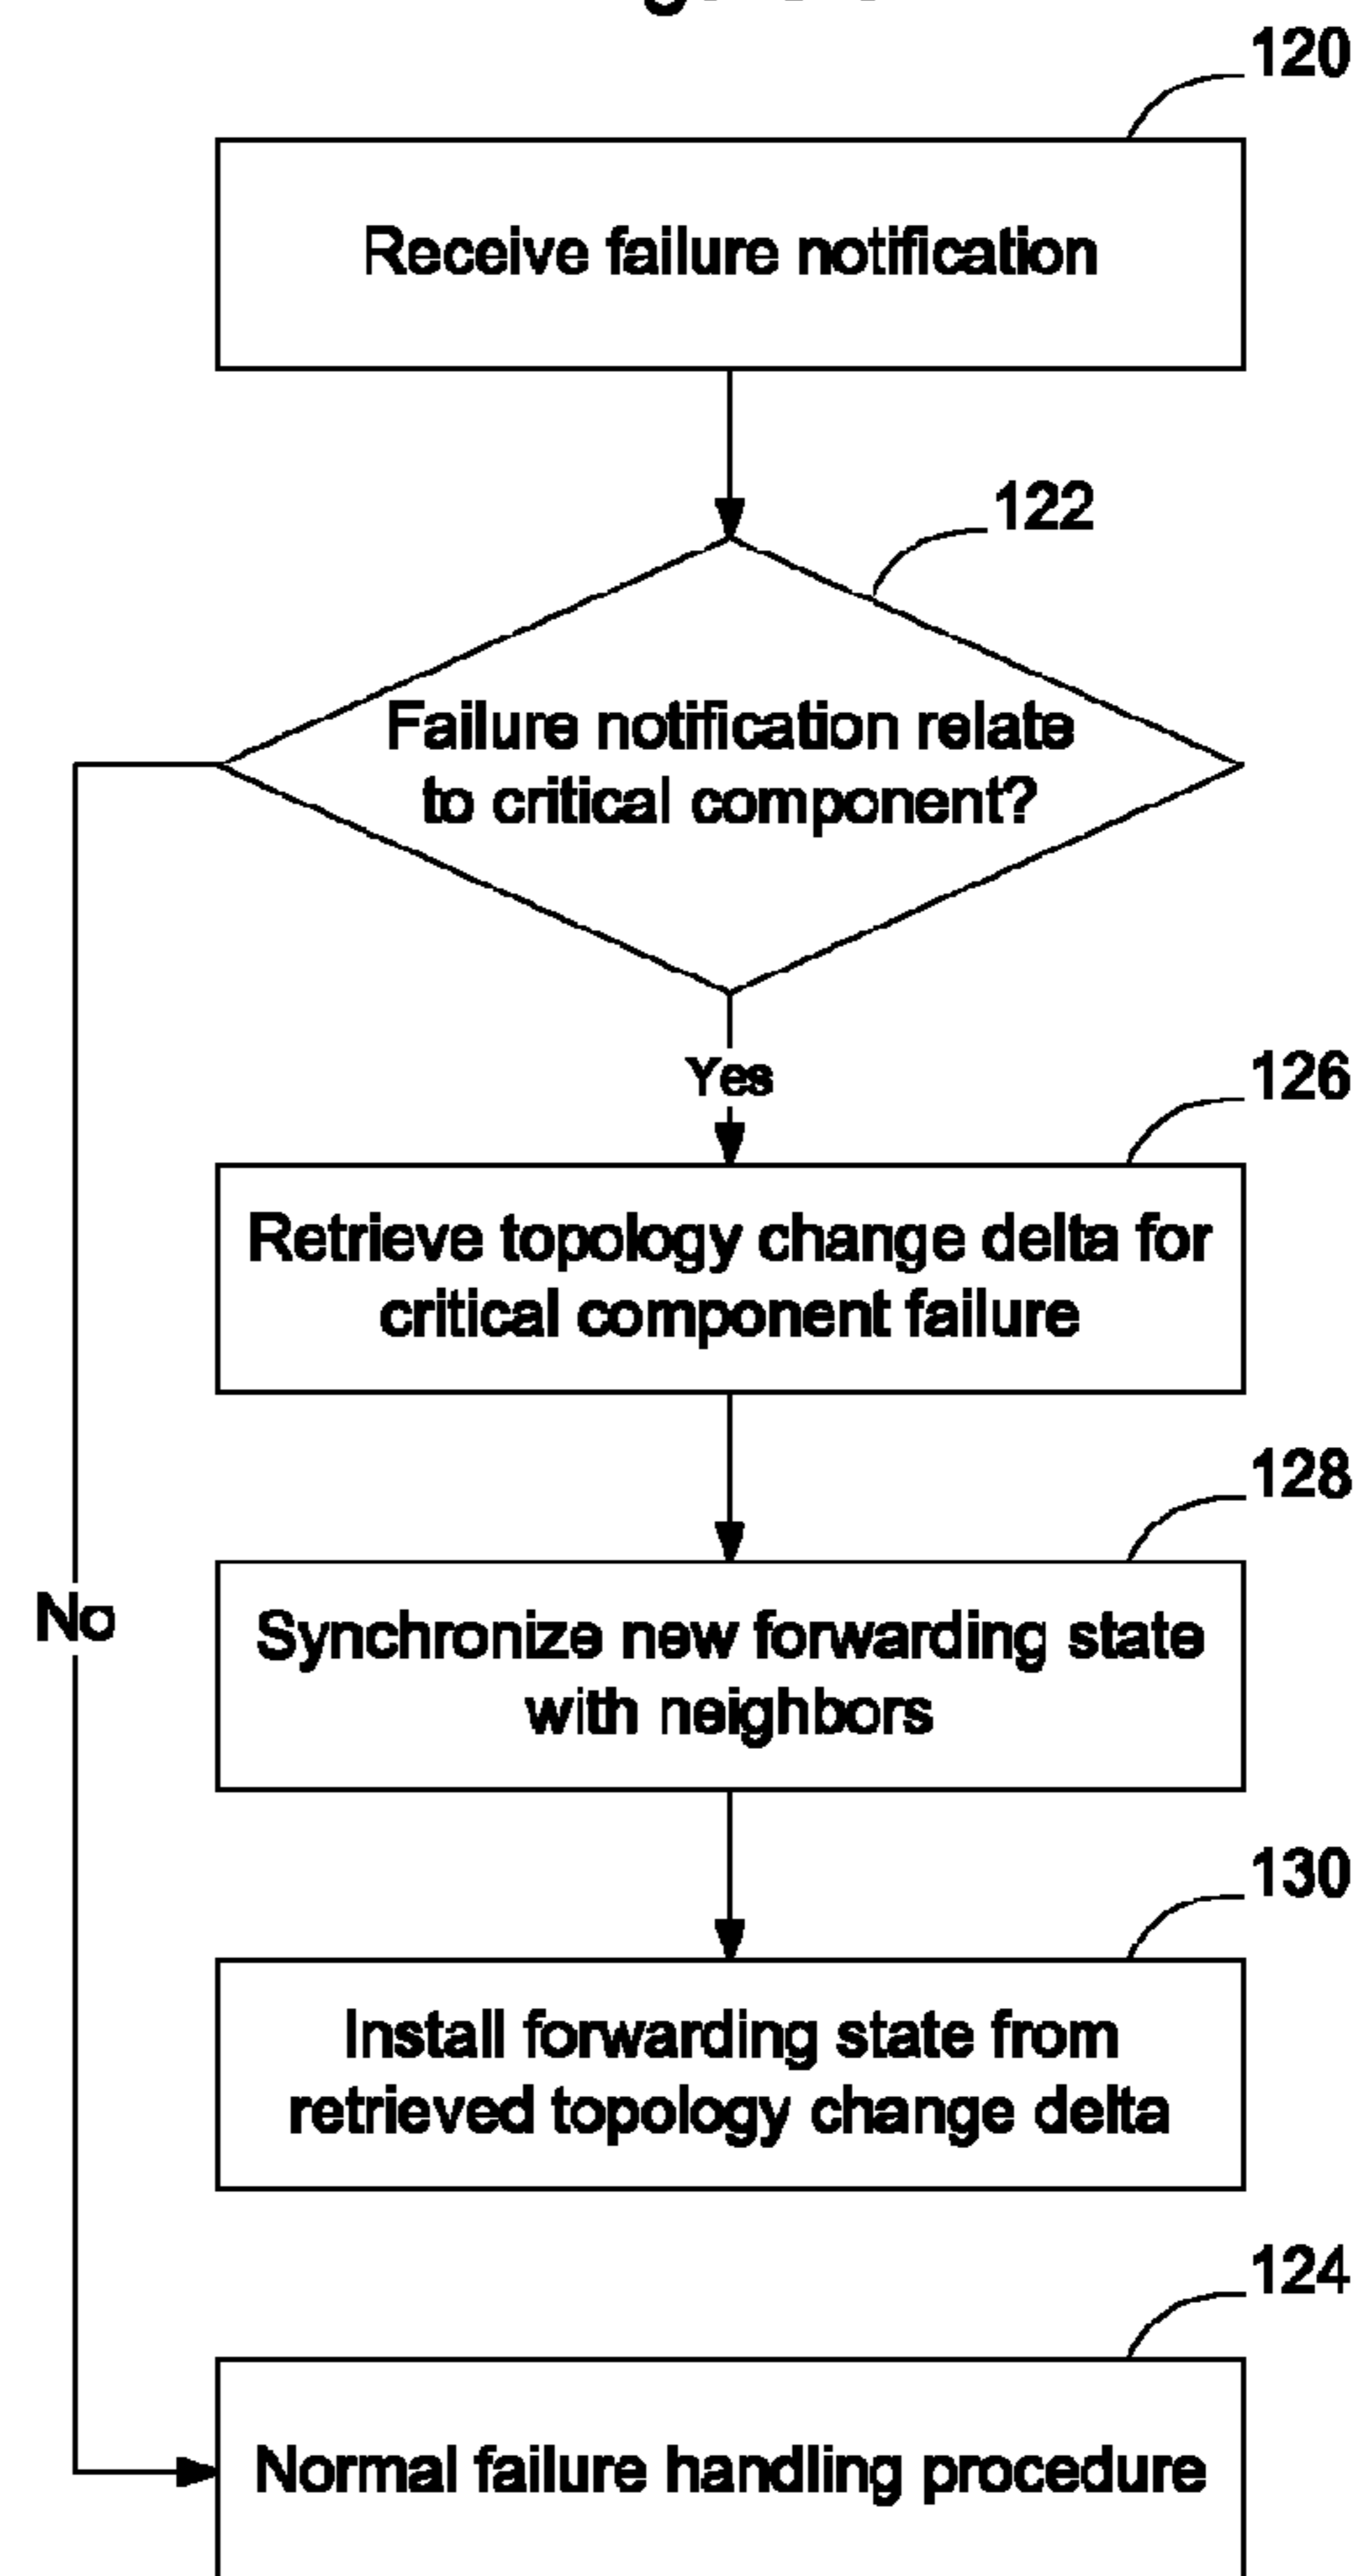 120
Receive failure notification
122
Failure notification relate
to critical component?
Yes
126
Retrieve topology change delta for
critical component failure
128
No
Synchronize new forwarding state
with neighbors
130
Install forwarding state from
retrieved topology change delta
124
Normal failure handling procedure